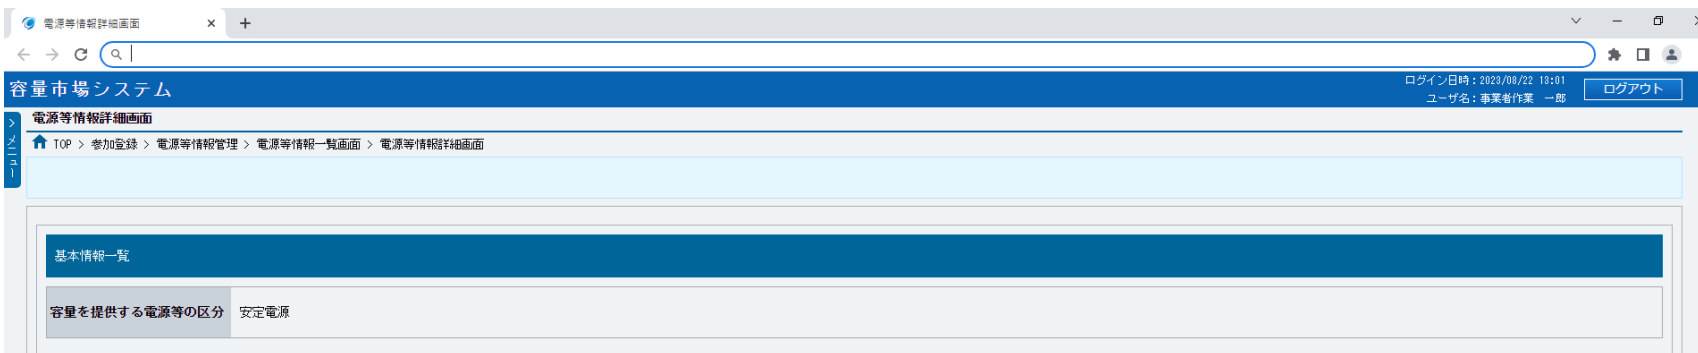 電源等情報詳細画面
容量市場システム
ログイン日時：2023/08/22 13:01
ユーザ名：事業者作業　一郎
ログアウト
> メニュー
電源等情報詳細画面
TOP > 参加登録 > 電源等情報管理 > 電源等情報一覧画面 > 電源等情報詳細画面
基本情報一覧
容量を提供する電源等の区分 安定電源